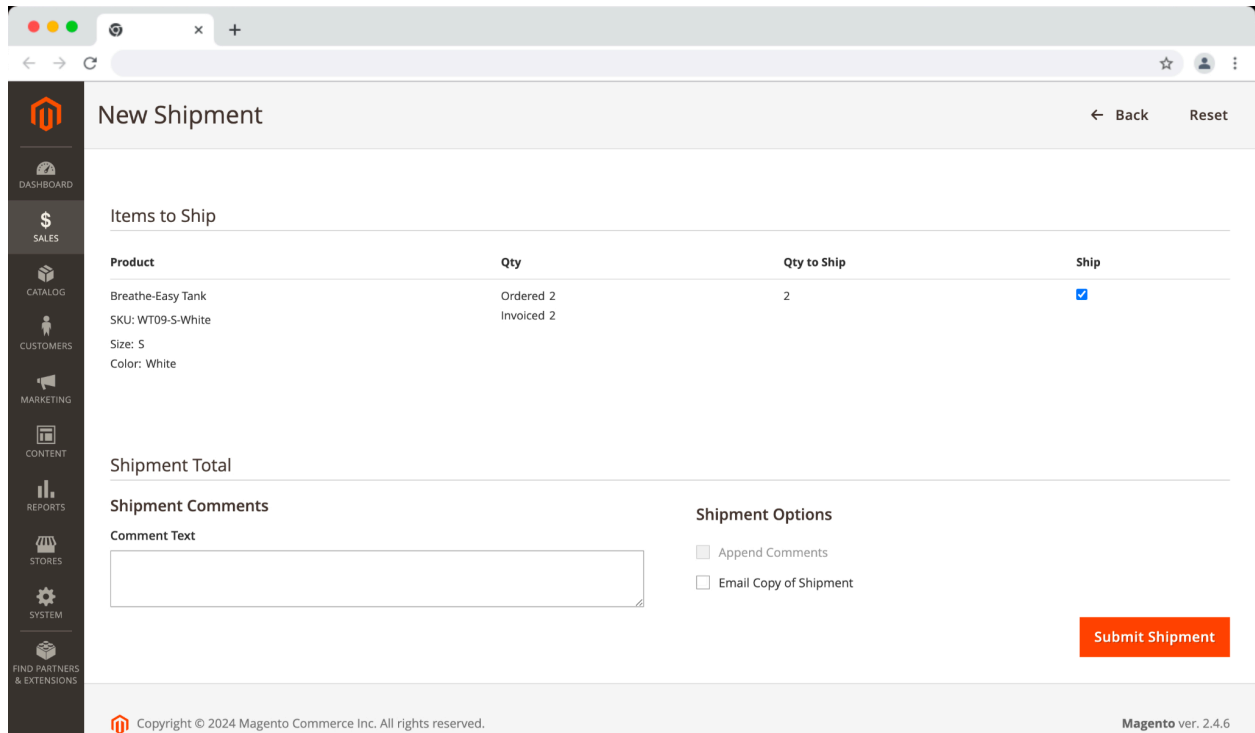 New Shipment
Back
Reset
DASHBOARD
$
SALES
CATALOG
CUSTOMERS
MARKETING
CONTENT
REPORTS
STORES
SYSTEM
FIND PARTNERS
& EXTENSIONS
Items to Ship
Product Qty Qty to Ship Ship
Breathe-Easy Tank Ordered 2 2
SKU: WT09-S-White Invoiced 2
Size: S
Color: White
Shipment Total
Shipment Comments
Comment Text
Shipment Options
Append Comments
Email Copy of Shipment
Submit Shipment
Copyright © 2024 Magento Commerce Inc. All rights reserved.
Magento ver. 2.4.6